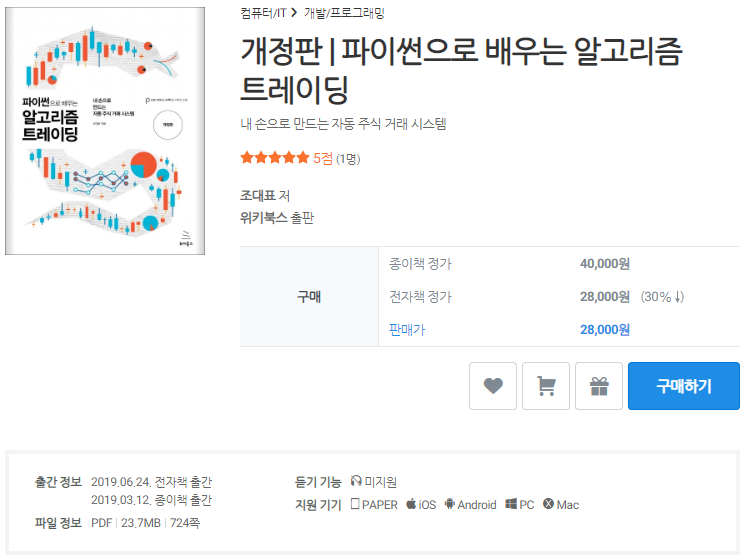 컴퓨터/IT > 개발/프로그래밍
개정판 | 파이썬으로 배우는 알고리즘
트레이딩
내 손으로 만드는 자동 주식 거래 시스템
5점 (1명)
조대표 저
위키북스 출판
파이썬으로 배우는
알고리즘
트레이딩
내 손으로
만드는
자동 주식 거래 시스템
개정판
위키북스
구매
종이책 정가 40,000원
전자책 정가 28,000원 (30%↓)
판매가 28,000원
구매하기
출간 정보 2019.06.24. 전자책 출간
2019.03.12. 종이책 출간
파일 정보 PDF | 23.7MB | 724쪽
듣기 기능 미지원
지원 기기 PAPER iOS Android PC Mac